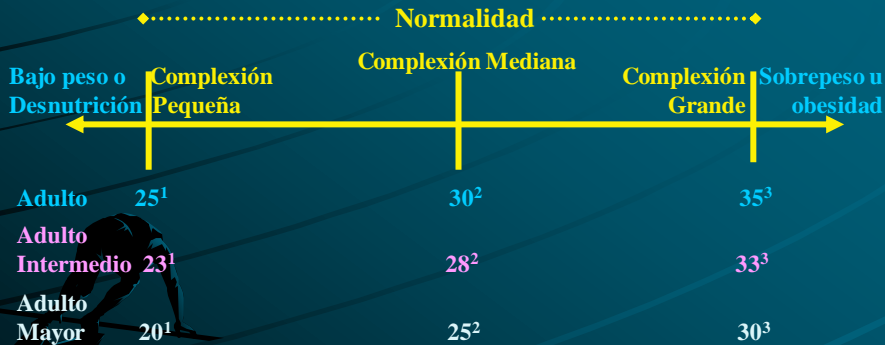 Normalidad
Complexión Mediana
Bajo peso o Complexión Complexión Sobrepeso u
Desnutrición Pequeña Grande obesidad
Adulto 25¹ 30² 35³
Adulto
Intermedio 23¹ 28² 33³
Adulto
Mayor 20¹ 25² 30³